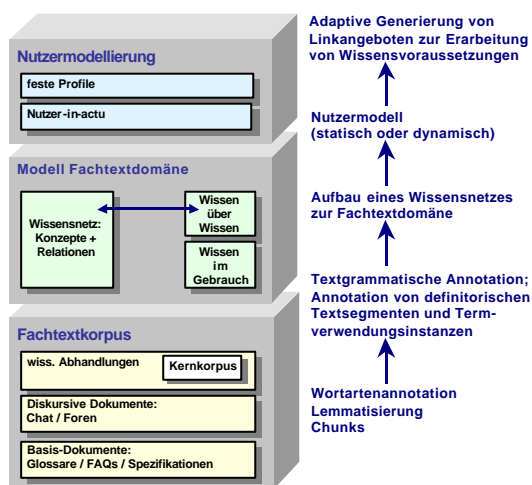 Nutzermodellierung
feste Profile
Nutzer-in-actu
Modell Fachtextdomäne
Wissensnetz:
Konzepte +
Relationen
Wissen
über
Wissen
Wissen
im
Gebrauch
Fachtextkorpus
wiss. Abhandlungen
Kernkorpus
Diskursive Dokumente:
Chat / Foren
Basis-Dokumente:
Glossare / FAQs / Spezifikationen
Adaptive Generierung von
Linkangeboten zur Erarbeitung
von Wissensvoraussetzungen
Nutzermodell
(statisch oder dynamisch)
Aufbau eines Wissensnetzes
zur Fachtextdomäne
Textgrammatische Annotation;
Annotation von definitorischen
Textsegmenten und Term-
verwendungsinstanzen
Wortartenannotation
Lemmatisierung
Chunks